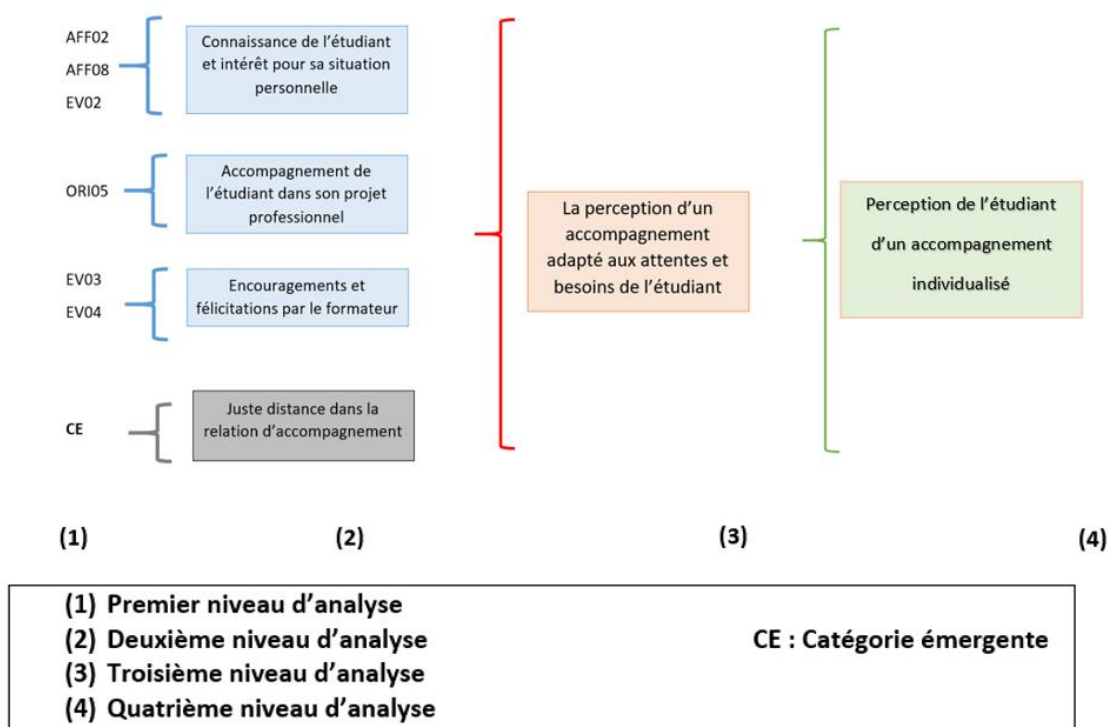 AFF02
AFF08
EV02
Connaissance de l'étudiant
et intérêt pour sa situation
personnelle
ORI05
Accompagnement de
l'étudiant dans son projet
professionnel
EV03
EV04
Encouragements et
félicitations par le formateur
CE
Juste distance dans la
relation d'accompagnement
La perception d'un
accompagnement
adapté aux attentes et
besoins de l'étudiant
Perception de l'étudiant
d'un accompagnement
individualisé
(1)
(2)
(3)
(4)
(1) Premier niveau d'analyse
(2) Deuxième niveau d'analyse
CE : Catégorie émergente
(3) Troisième niveau d'analyse
(4) Quatrième niveau d'analyse